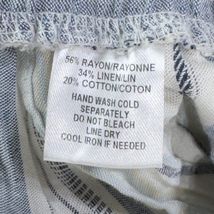 56% RAYON/RAYONNE
34% LINEN/LIN
20% COTTON/COTON
HAND WASH COLD
SEPARATELY
DO NOT BLEACH
LINE DRY
COOL IRON IF NEEDED